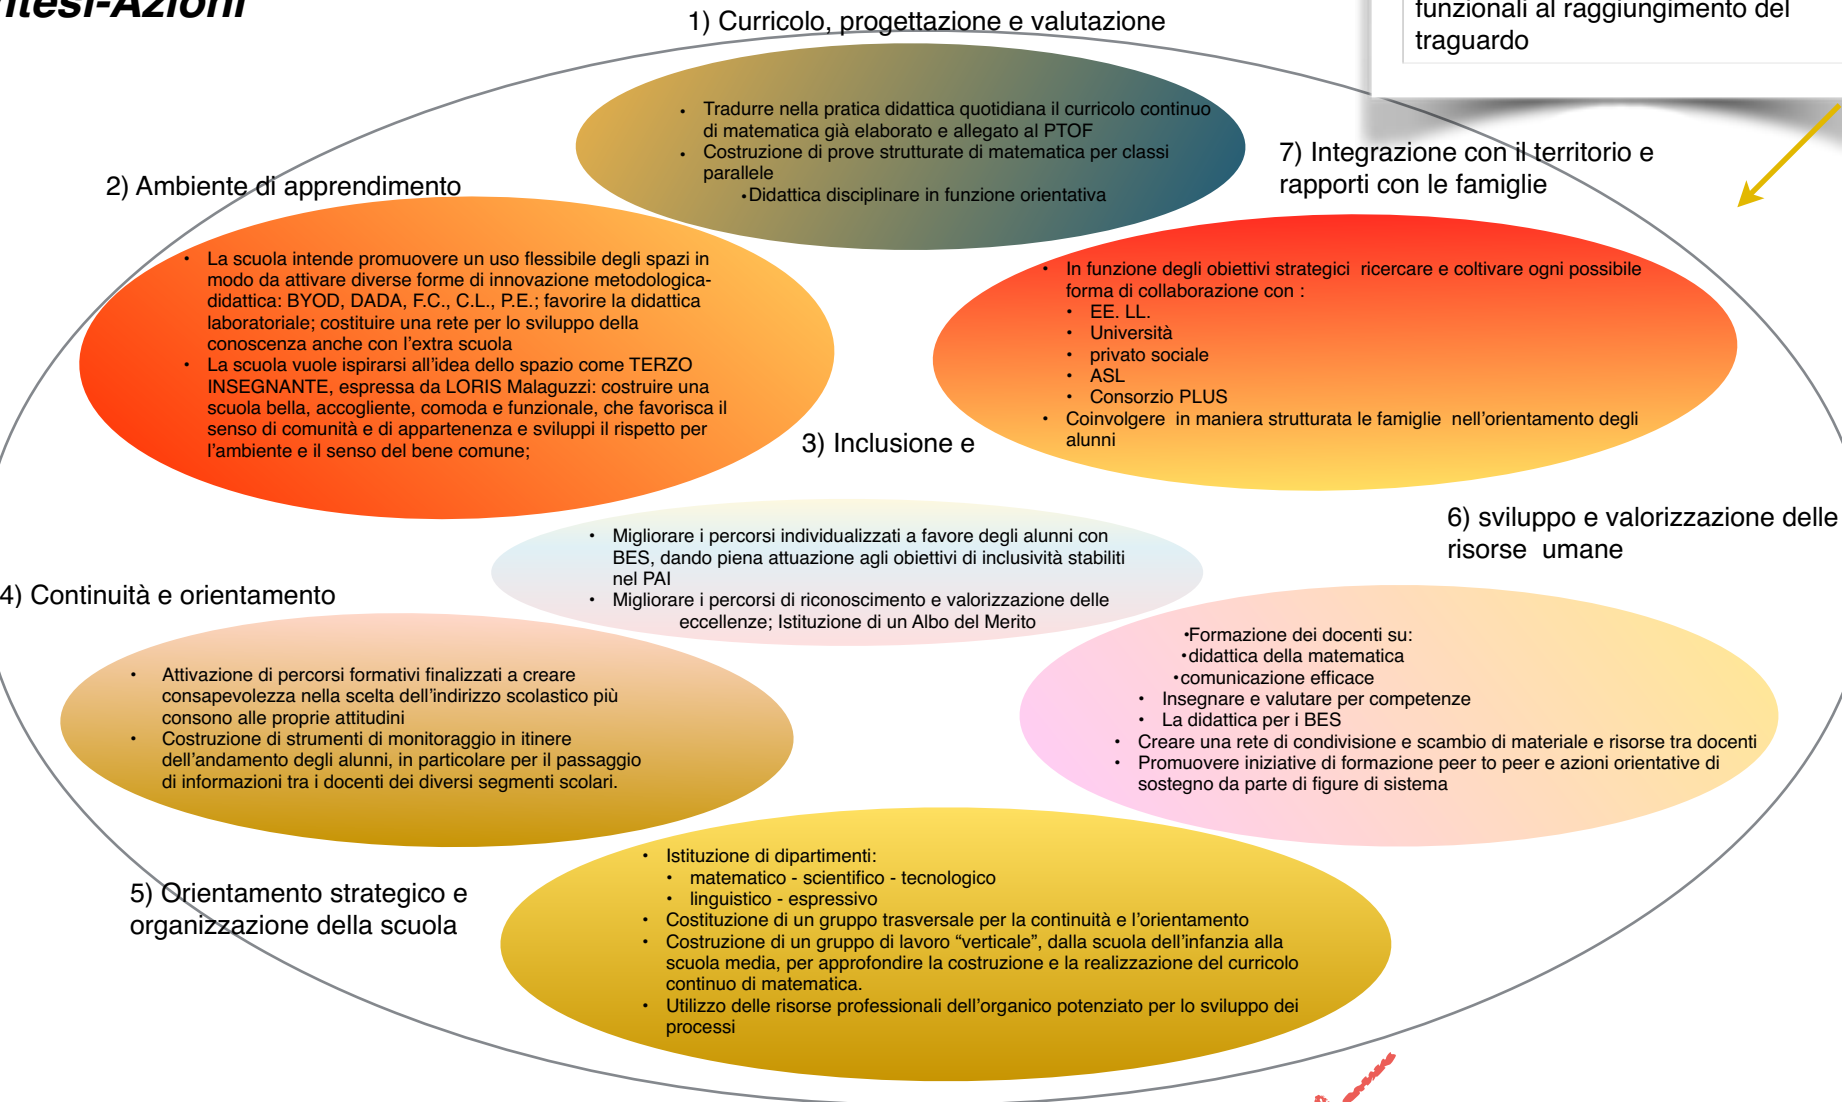 ntesi-Azioni
funzionali al raggiungimento del
traguardo
1) Curricolo, progettazione e valutazione
• Tradurre nella pratica didattica quotidiana il curricolo continuo
di matematica già elaborato e allegato al PTOF
• Costruzione di prove strutturate di matematica per classi
parallele
•Didattica disciplinare in funzione orientativa
2) Ambiente di apprendimento
• La scuola intende promuovere un uso flessibile degli spazi in
modo da attivare diverse forme di innovazione metodologica-
didattica: BYOD, DADA, F.C., C.L., P.E.; favorire la didattica
laboratoriale; costituire una rete per lo sviluppo della
conoscenza anche con l’extra scuola
• La scuola vuole ispirarsi all’idea dello spazio come TERZO
INSEGNANTE, espressa da LORIS Malaguzzi: costruire una
scuola bella, accogliente, comoda e funzionale, che favorisca il
senso di comunità e di appartenenza e sviluppi il rispetto per
l’ambiente e il senso del bene comune;
7) Integrazione con il territorio e
rapporti con le famiglie
• In funzione degli obiettivi strategici ricercare e coltivare ogni possibile
forma di collaborazione con :
• EE. LL.
• Università
• privato sociale
• ASL
• Consorzio PLUS
• Coinvolgere in maniera strutturata le famiglie nell’orientamento degli
alunni
3) Inclusione e
• Migliorare i percorsi individualizzati a favore degli alunni con
BES, dando piena attuazione agli obiettivi di inclusività stabiliti
nel PAI
• Migliorare i percorsi di riconoscimento e valorizzazione delle
eccellenze; Istituzione di un Albo del Merito
6) sviluppo e valorizzazione delle
risorse umane
•Formazione dei docenti su:
•didattica della matematica
•comunicazione efficace
• Insegnare e valutare per competenze
• La didattica per i BES
• Creare una rete di condivisione e scambio di materiale e risorse tra docenti
• Promuovere iniziative di formazione peer to peer e azioni orientative di
sostegno da parte di figure di sistema
4) Continuità e orientamento
• Attivazione di percorsi formativi finalizzati a creare
consapevolezza nella scelta dell’indirizzo scolastico più
consono alle proprie attitudini
• Costruzione di strumenti di monitoraggio in itinere
dell’andamento degli alunni, in particolare per il passaggio
di informazioni tra i docenti dei diversi segmenti scolari.
5) Orientamento strategico e
organizzazione della scuola
• Istituzione di dipartimenti:
• matematico - scientifico - tecnologico
• linguistico - espressivo
• Costituzione di un gruppo trasversale per la continuità e l’orientamento
• Costruzione di un gruppo di lavoro “verticale”, dalla scuola dell’infanzia alla
scuola media, per approfondire la costruzione e la realizzazione del curricolo
continuo di matematica.
• Utilizzo delle risorse professionali dell’organico potenziato per lo sviluppo dei
processi